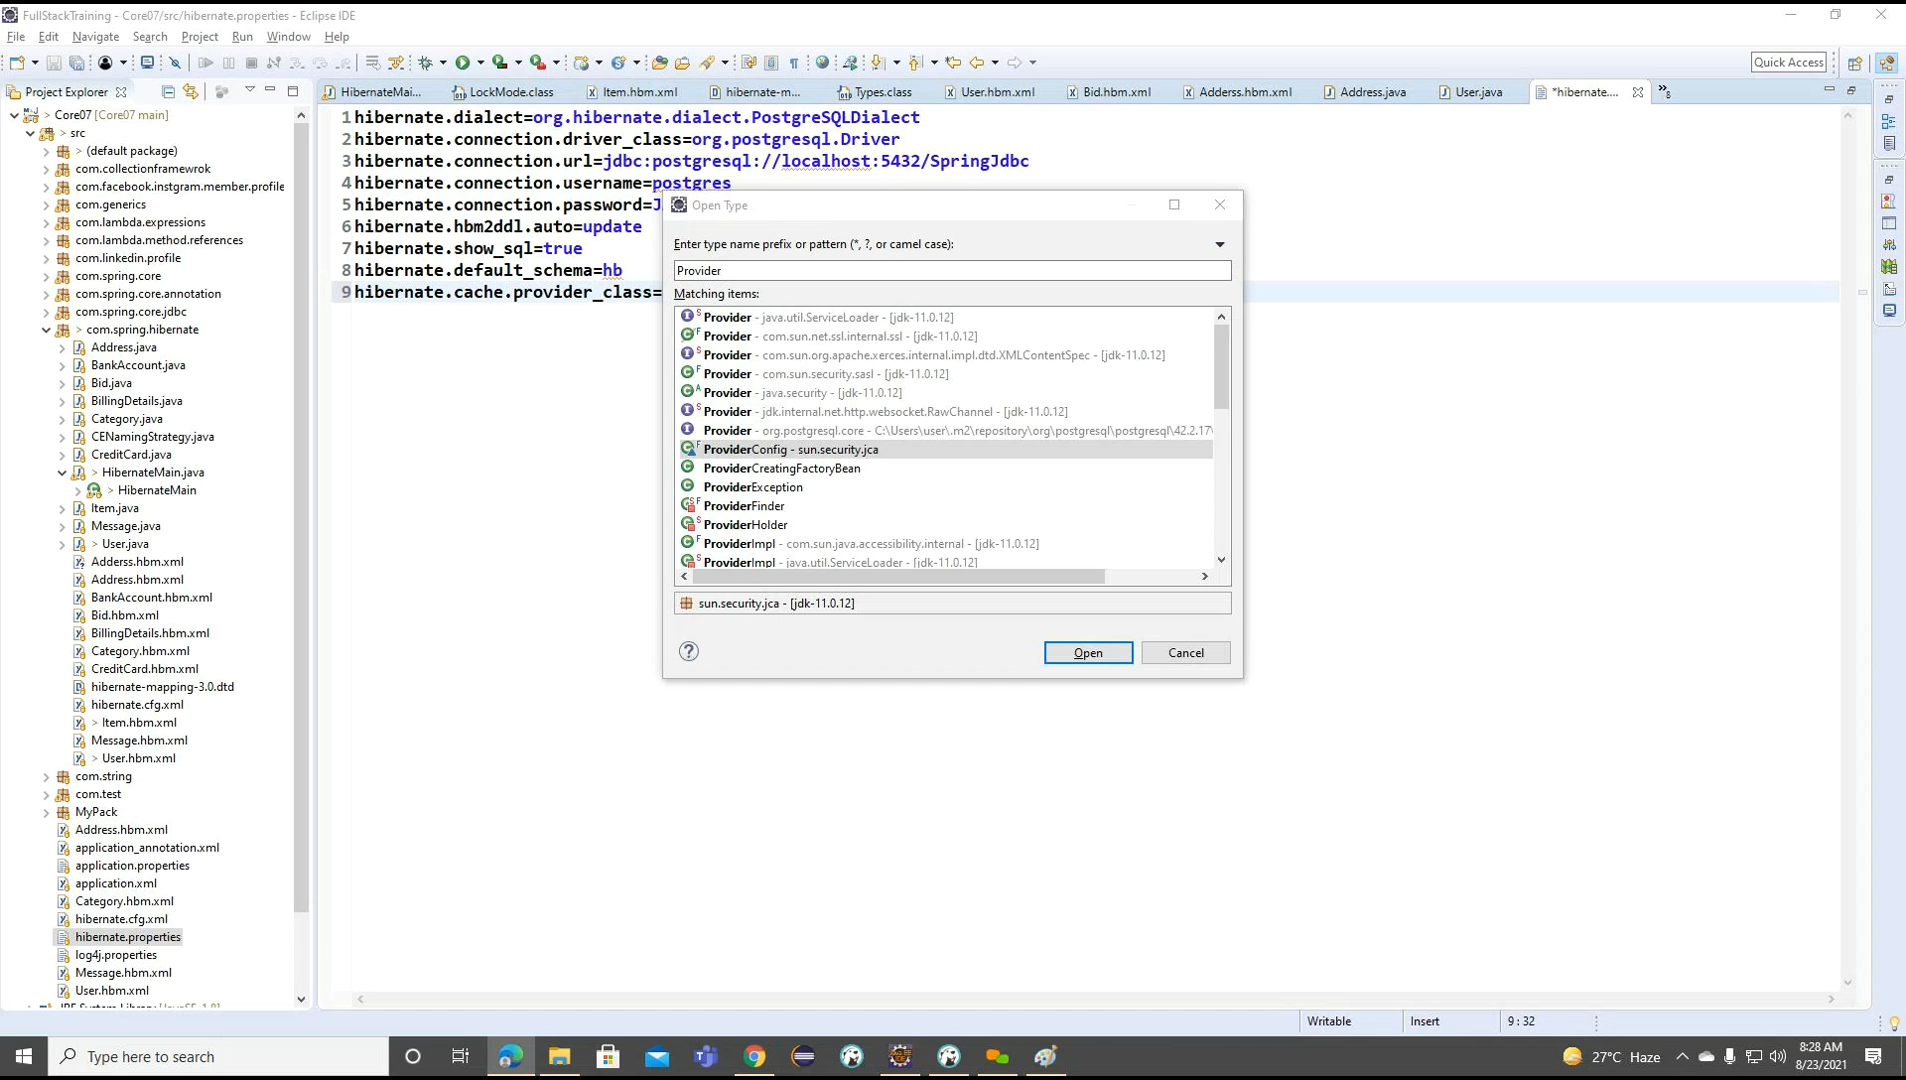 FullStackTraining - Core07/src/hibernate.properties - Eclipse IDE
File Edit Navigate Search Project Run Window Help
Quick Access
Project Explorer
HibernateMai... LockMode.class Item.hbm.xml hibernate-m... Types.class User.hbm.xml Bid.hbm.xml Adderss.hbm.xml Address.java User.java *hibernate.... »5
Core07 [Core07 main]
> src
> (default package)
com.collectionframewrok
com.facebook.instgram.member.profile
com.generics
com.lambda.expressions
com.lambda.method.references
com.linkedin.profile
com.spring.core
com.spring.core.annotation
com.spring.core.jdbc
> com.spring.hibernate
Address.java
BankAccount.java
Bid.java
BillingDetails.java
Category.java
CENamingStrategy.java
CreditCard.java
> HibernateMain.java
> HibernateMain
Item.java
Message.java
> User.java
Adderss.hbm.xml
Address.hbm.xml
BankAccount.hbm.xml
Bid.hbm.xml
BillingDetails.hbm.xml
Category.hbm.xml
CreditCard.hbm.xml
hibernate-mapping-3.0.dtd
hibernate.cfg.xml
> Item.hbm.xml
Message.hbm.xml
> User.hbm.xml
com.string
com.test
MyPack
Address.hbm.xml
application_annotation.xml
application.properties
application.xml
Category.hbm.xml
hibernate.cfg.xml
hibernate.properties
log4j.properties
Message.hbm.xml
User.hbm.xml
1 hibernate.dialect=org.hibernate.dialect.PostgreSQLDialect
2 hibernate.connection.driver_class=org.postgresql.Driver
3 hibernate.connection.url=jdbc:postgresql://localhost:5432/SpringJdbc
4 hibernate.connection.username=postgres
5 hibernate.connection.password=J
6 hibernate.hbm2ddl.auto=update
7 hibernate.show_sql=true
8 hibernate.default_schema=hb
9 hibernate.cache.provider_class=
Open Type
Enter type name prefix or pattern (*, ?, or camel case):
Provider
Matching items:
Provider - java.util.ServiceLoader - [jdk-11.0.12]
Provider - com.sun.net.ssl.internal.ssl - [jdk-11.0.12]
Provider - com.sun.org.apache.xerces.internal.impl.dtd.XMLContentSpec - [jdk-11.0.12]
Provider - com.sun.security.sasl - [jdk-11.0.12]
Provider - java.security - [jdk-11.0.12]
Provider - jdk.internal.net.http.websocket.RawChannel - [jdk-11.0.12]
Provider - org.postgresql.core - C:\Users\user\.m2\repository\org\postgresql\postgresql\42.2.17\
ProviderConfig - sun.security.jca
ProviderCreatingFactoryBean
ProviderException
ProviderFinder
ProviderHolder
ProviderImpl - com.sun.java.accessibility.internal - [jdk-11.0.12]
ProviderImpl - java.util.ServiceLoader - [jdk-11.0.12]
sun.security.jca - [jdk-11.0.12]
Open Cancel
Writable Insert 9 : 32
Type here to search
27°C Haze
8:28 AM
8/23/2021